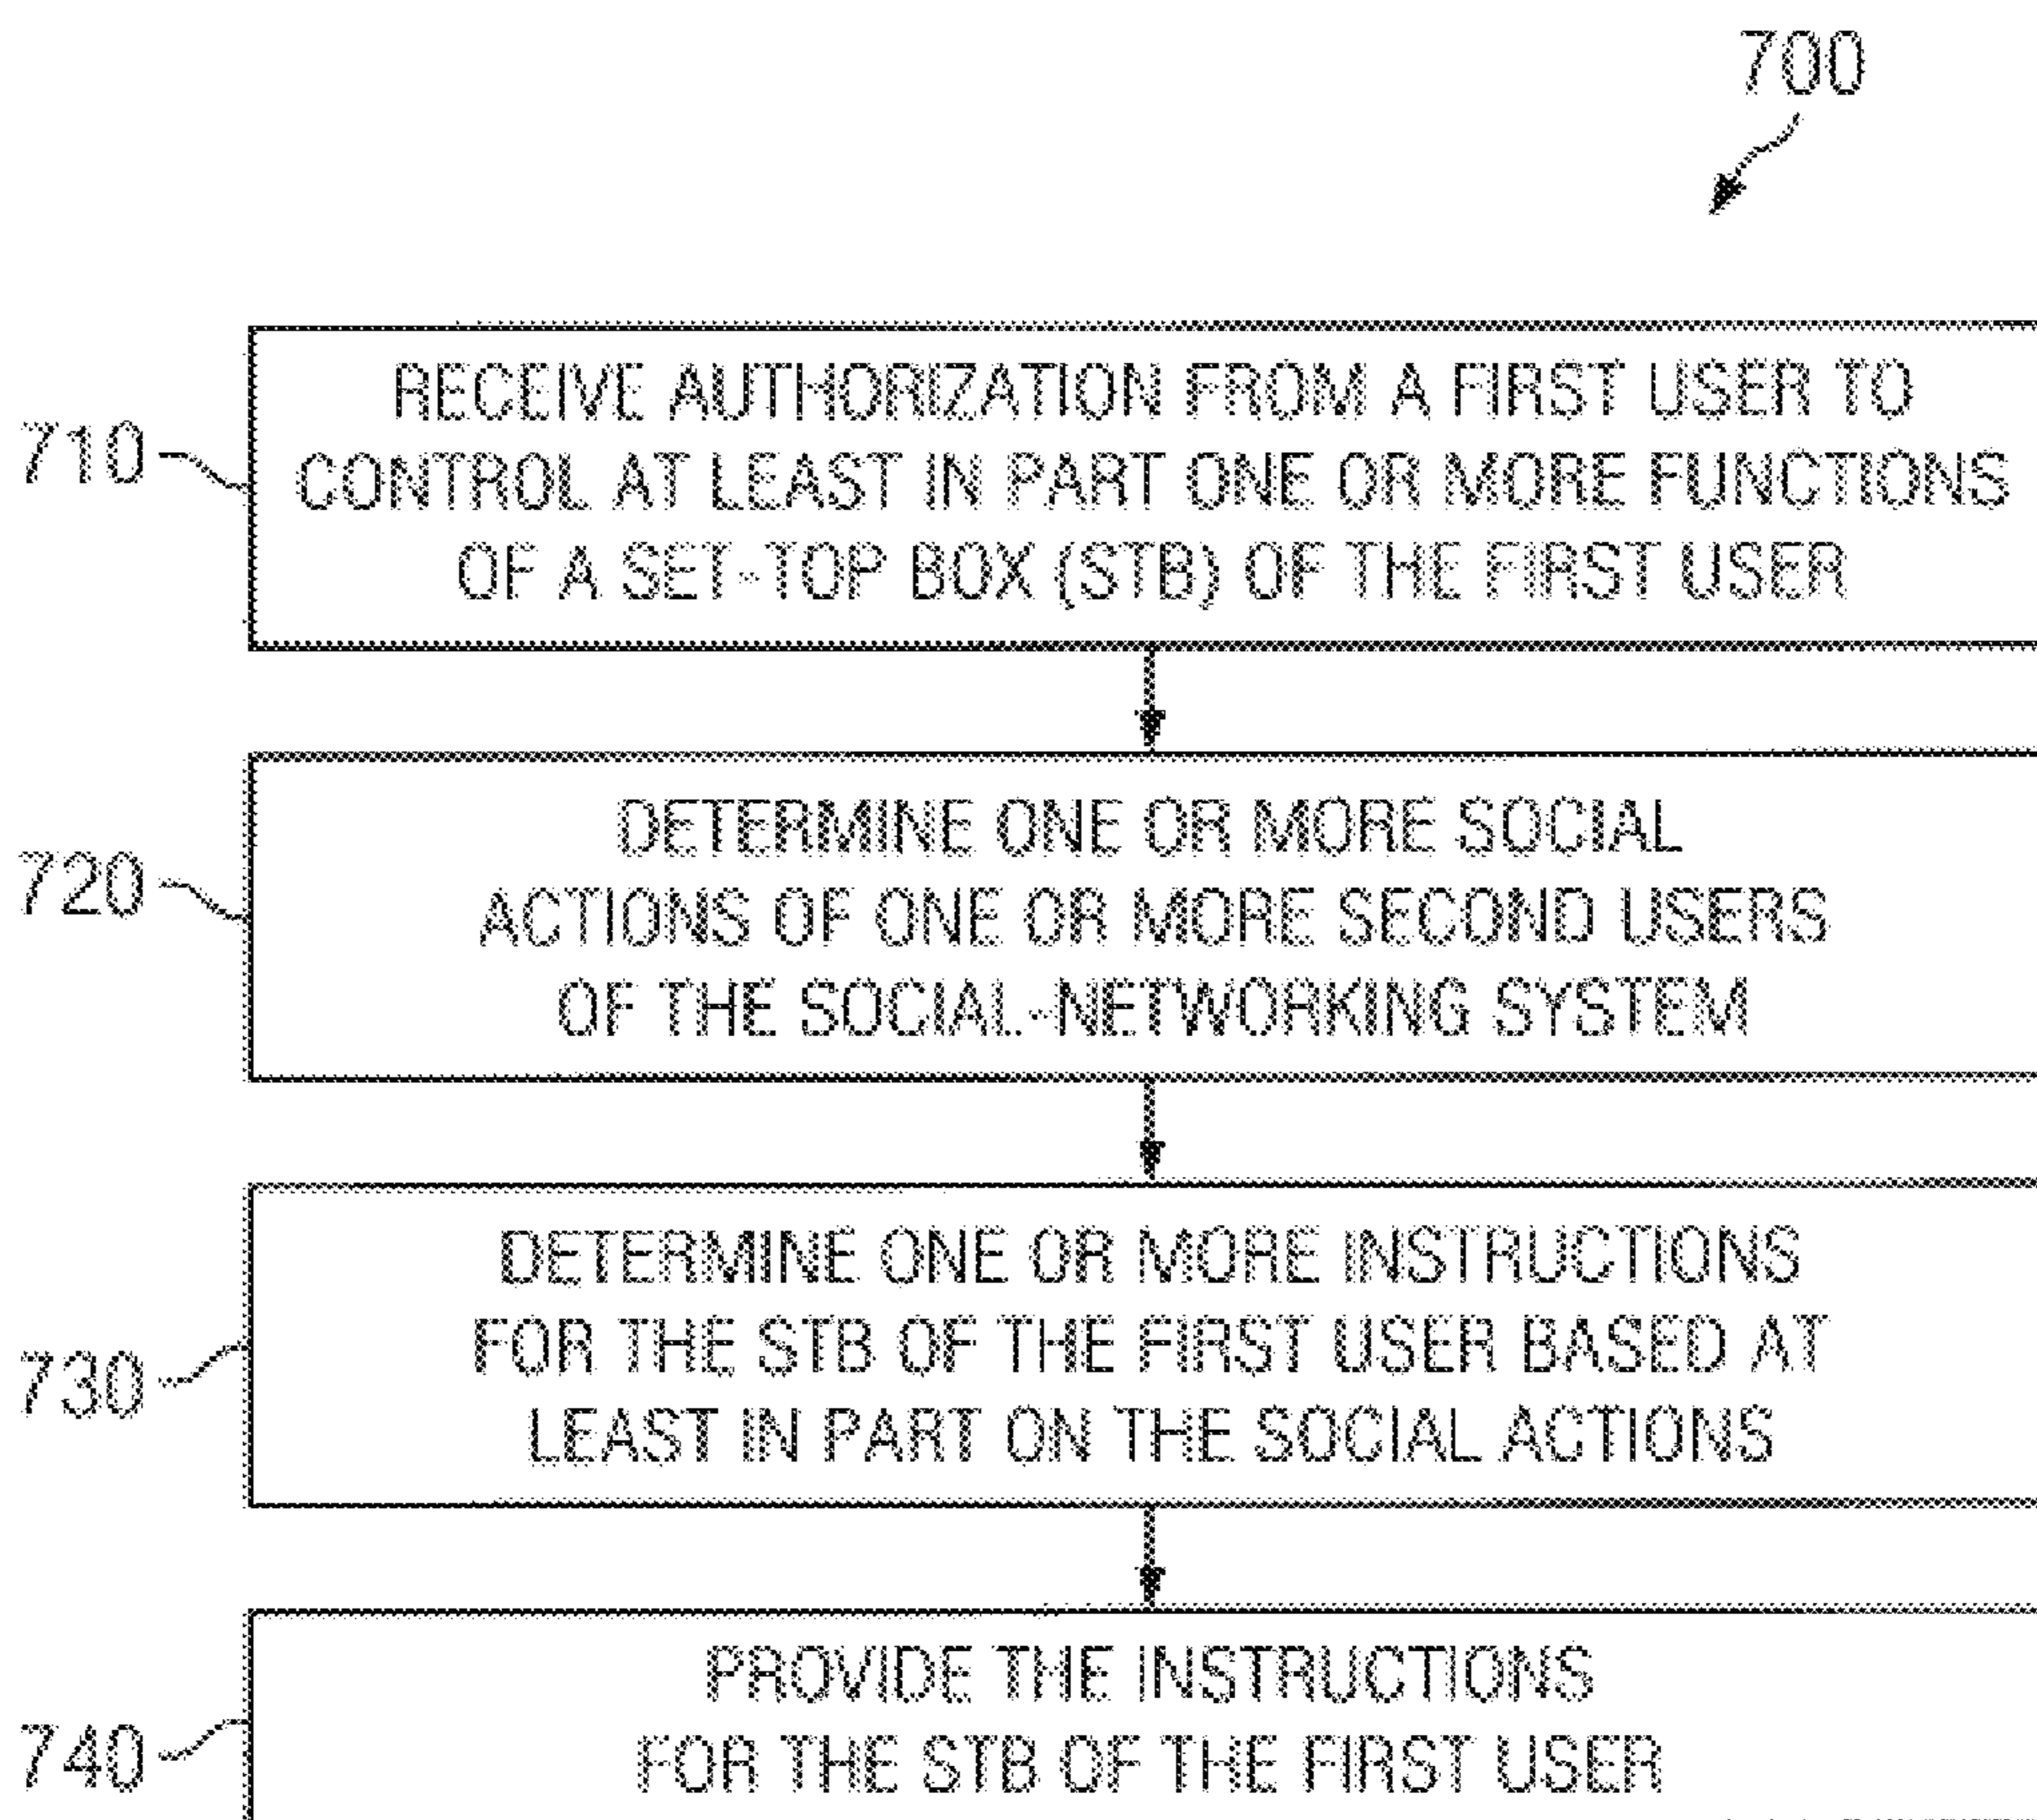 700
710
RECEIVE AUTHORIZATION FROM A FIRST USER TO
CONTROL AT LEAST IN PART ONE OR MORE FUNCTIONS
OF A SET-TOP BOX (STB) OF THE FIRST USER
720
DETERMINE ONE OR MORE SOCIAL
ACTIONS OF ONE OR MORE SECOND USERS
OF THE SOCIAL-NETWORKING SYSTEM
730
DETERMINE ONE OR MORE INSTRUCTIONS
FOR THE STB OF THE FIRST USER BASED AT
LEAST IN PART ON THE SOCIAL ACTIONS
740
PROVIDE THE INSTRUCTIONS
FOR THE STB OF THE FIRST USER